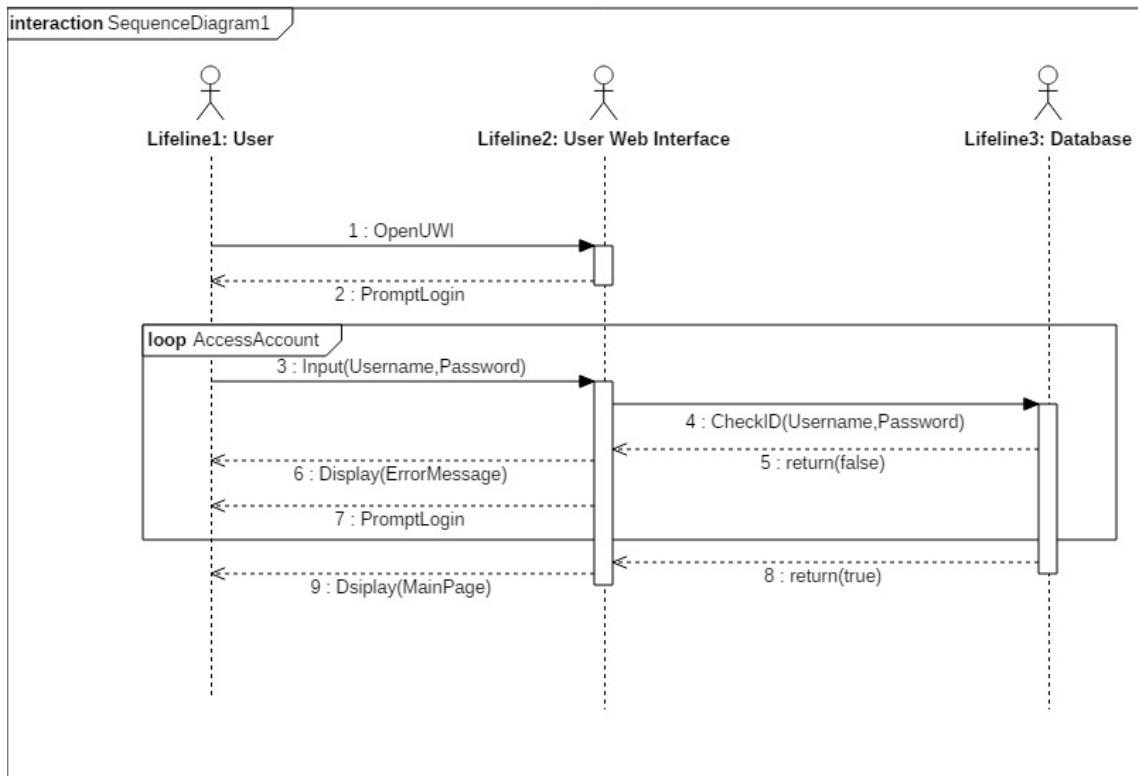 interaction SequenceDiagram1
Lifeline1: User
Lifeline2: User Web Interface
Lifeline3: Database
1 : OpenUWI
2 : PromptLogin
loop AccessAccount
3 : Input(Username,Password)
4 : CheckID(Username,Password)
5 : return(false)
6 : Display(ErrorMessage)
7 : PromptLogin
8 : return(true)
9 : Dsiplay(MainPage)